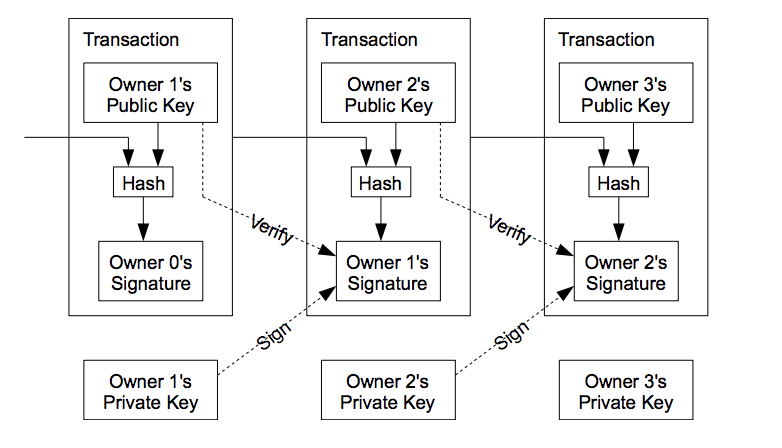 Transaction
Transaction
Transaction
Owner 1's
Public Key
Owner 2's
Public Key
Owner 3's
Public Key
Hash
Hash
Hash
Verify
Verify
Owner 0's
Signature
Owner 1's
Signature
Owner 2's
Signature
Sign
Sign
Owner 1's
Private Key
Owner 2's
Private Key
Owner 3's
Private Key